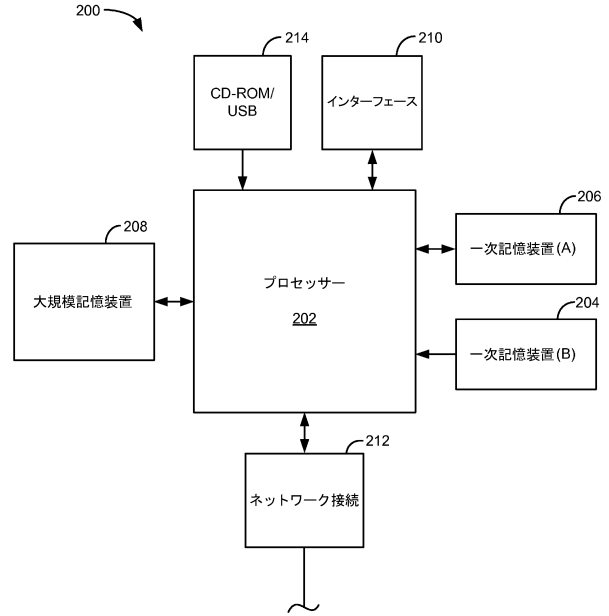 200
214
CD-ROM/
USB
210
インターフェース
208
大規模記憶装置
プロセッサー
202
206
一次記憶装置(A)
204
一次記憶装置(B)
212
ネットワーク接続